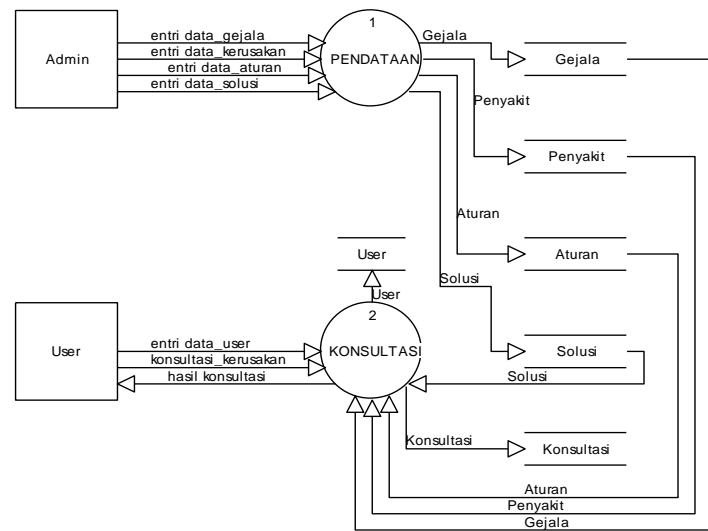 1
entri data_gejala
Gejala
Admin
entri data_kerusakan
PENDATAAN
Gejala
entri data_aturan
entri data_solusi
Penyakit
Penyakit
Aturan
User
Aturan
Solusi
User
2
entri data_user
User
KONSULTASI
Solusi
konsultasi_kerusakan
hasil konsultasi
Solusi
Konsultasi
Konsultasi
Aturan
Penyakit
Gejala